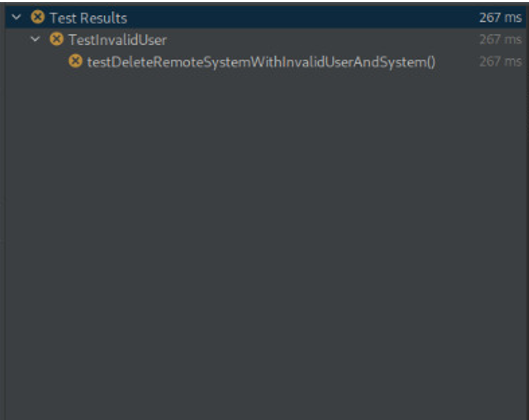 Test Results 267 ms
TestInvalidUser 267 ms
testDeleteRemoteSystemWithInvalidUserAndSystem() 267 ms